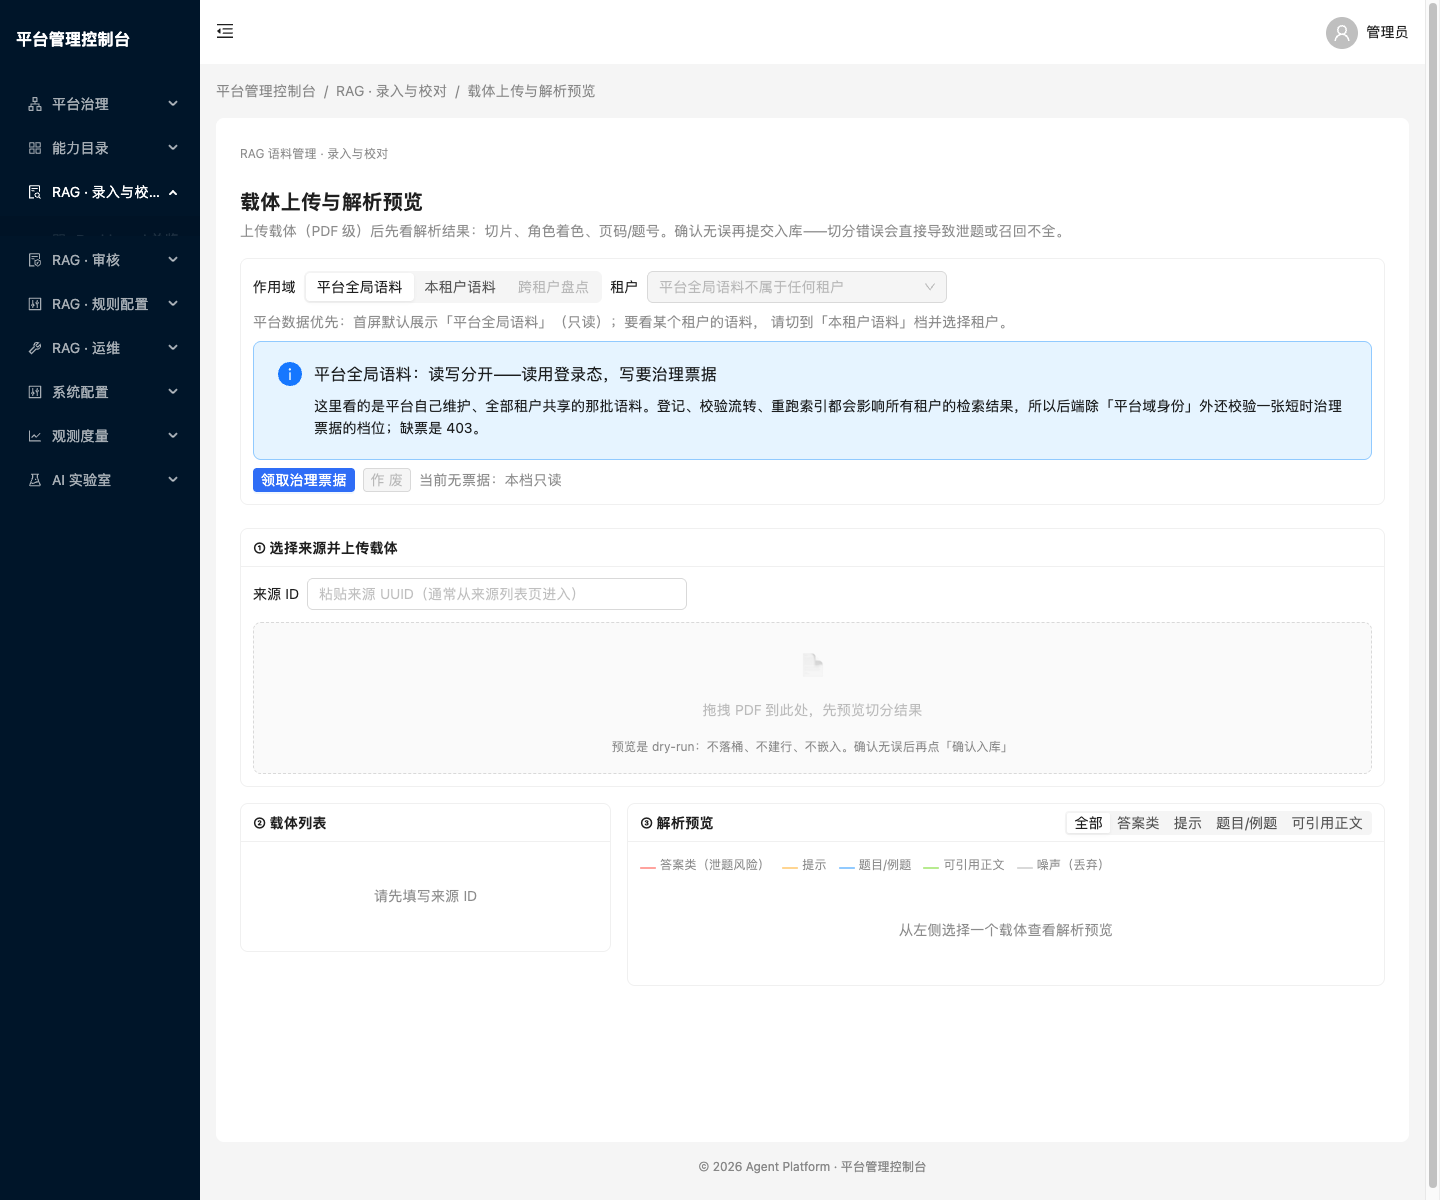 平台管理控制台
管理员
平台治理
能力目录
RAG · 录入与校...
RAG · 审核
RAG · 规则配置
RAG · 运维
系统配置
观测度量
AI 实验室
平台管理控制台 / RAG · 录入与校对 / 载体上传与解析预览
RAG 语料管理 · 录入与校对
载体上传与解析预览
上传载体（PDF 级）后先看解析结果：切片、角色着色、页码/题号。确认无误再提交入库——切分错误会直接导致泄题或召回不全。
作用域 平台全局语料 本租户语料 跨租户盘点 租户 平台全局语料不属于任何租户
平台数据优先：首屏默认展示「平台全局语料」（只读）；要看某个租户的语料， 请切到「本租户语料」档并选择租户。
平台全局语料：读写分开——读用登录态，写要治理票据
这里看的是平台自己维护、全部租户共享的那批语料。登记、校验流转、重跑索引都会影响所有租户的检索结果，所以后端除「平台域身份」外还校验一张短时治理
票据的档位；缺票是 403。
领取治理票据 作 废 当前无票据：本档只读
① 选择来源并上传载体
来源 ID 粘贴来源 UUID（通常从来源列表页进入）
拖拽 PDF 到此处，先预览切分结果
预览是 dry-run：不落桶、不建行、不嵌入。确认无误后再点「确认入库」
② 载体列表
请先填写来源 ID
③ 解析预览 全部 答案类 提示 题目/例题 可引用正文
答案类（泄题风险） 提示 题目/例题 可引用正文 噪声（丢弃）
从左侧选择一个载体查看解析预览
© 2026 Agent Platform · 平台管理控制台